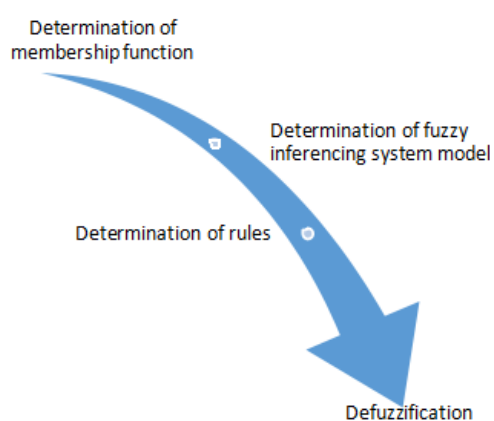 Determination of
membership function
Determination of fuzzy
inferencing system model
Determination of rules
Defuzzification